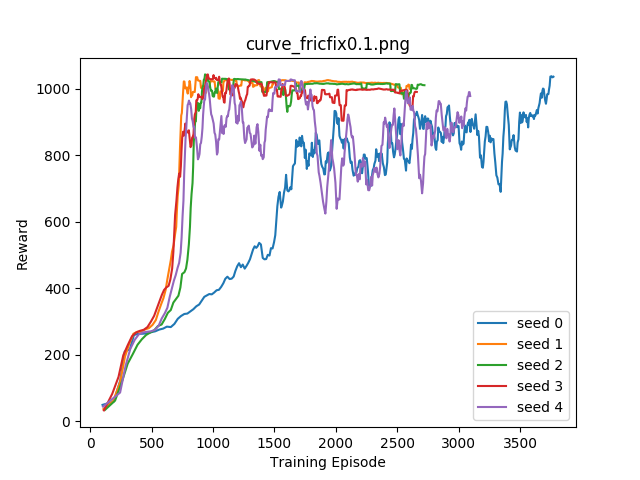 curve_fricfix0.1.png
Reward
1000
800
600
400
200
0
0 500 1000 1500 2000 2500 3000 3500
Training Episode
seed 0
seed 1
seed 2
seed 3
seed 4